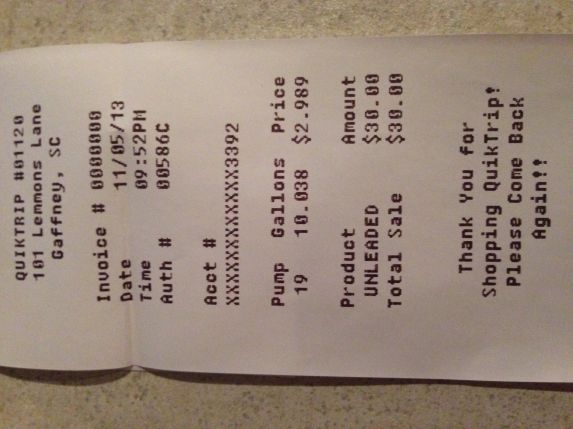 QUIKTRIP #01120
101 Lemmons Lane
Gaffney, SC
Invoice # 0000000
Date 11/05/13
Time 09:52PM
Auth # 00586C
Acct #
XXXXXXXXXXXX3392
Pump Gallons Price
19 10.038 $2.989
Product Amount
UNLEADED $30.00
Total Sale $30.00
Thank You for
Shopping QuikTrip!
Please Come Back
Again!!